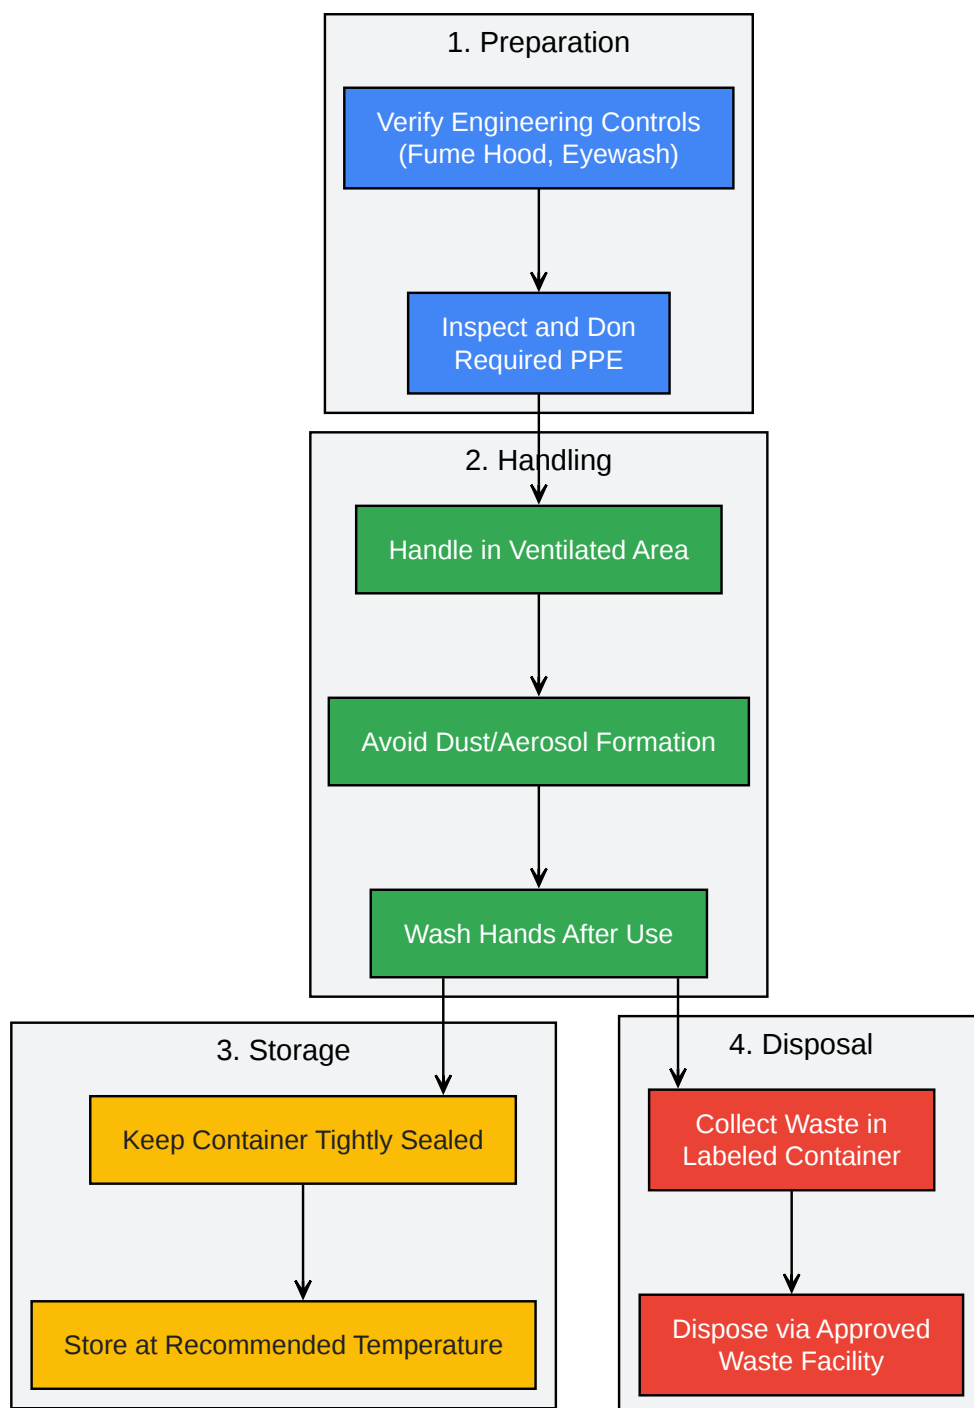 1. Preparation
Verify Engineering Controls
(Fume Hood, Eyewash)
Inspect and Don
Required PPE
2. Handling
Handle in Ventilated Area
Avoid Dust/Aerosol Formation
Wash Hands After Use
3. Storage
Keep Container Tightly Sealed
Store at Recommended Temperature
4. Disposal
Collect Waste in
Labeled Container
Dispose via Approved
Waste Facility